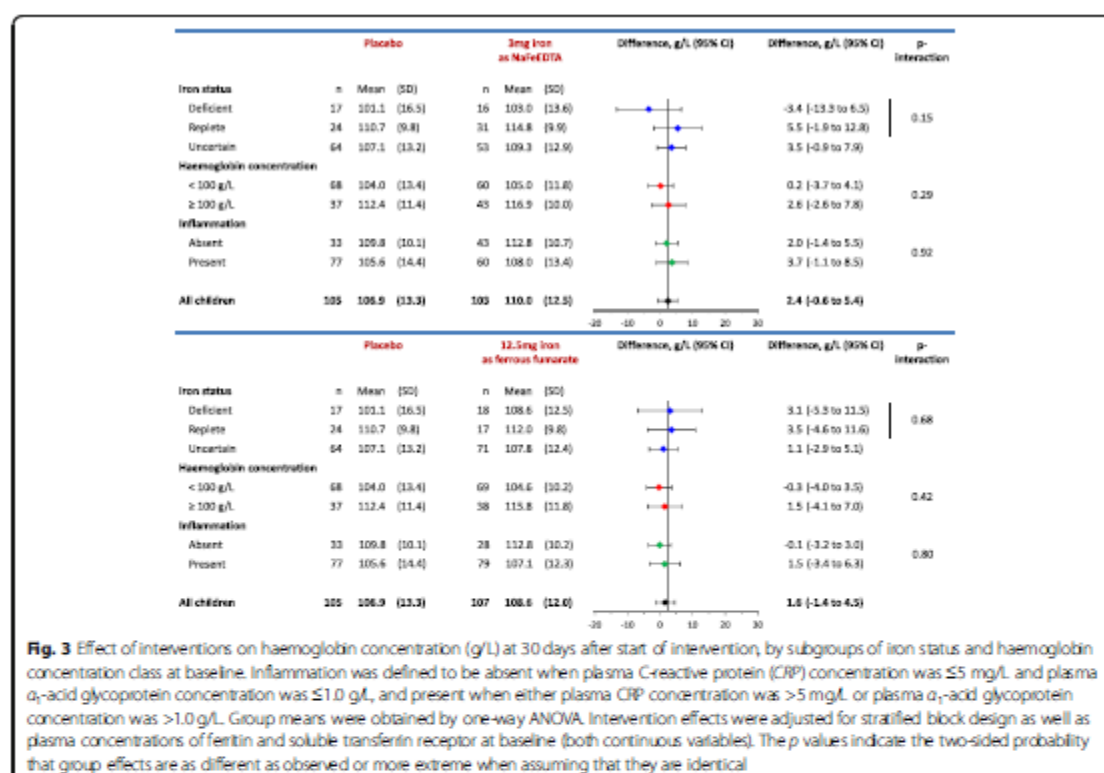 Placebo 3mg iron Difference, g/L (95% CI) Difference, g/L (95% CI) p-
as NaFeEDTA interaction
Iron status n Mean (SD) n Mean (SD)
Deficient 17 101.1 (16.5) 16 103.0 (13.6) -3.4 (-13.3 to 6.5)
0.15
Replete 24 110.7 (9.8) 31 114.8 (9.9) 5.5 (-1.9 to 12.8)
Uncertain 64 107.1 (13.2) 53 109.3 (12.9) 3.5 (-0.9 to 7.9)
Haemoglobin concentration
< 100 g/L 68 104.0 (13.4) 60 105.0 (11.8) 0.2 (-3.7 to 4.1)
0.29
≥ 100 g/L 37 112.4 (11.4) 43 116.9 (10.0) 2.6 (-2.6 to 7.8)
Inflammation
Absent 33 109.8 (10.1) 43 112.8 (10.7) 2.0 (-1.4 to 5.5)
0.92
Present 77 105.6 (14.4) 60 108.0 (13.4) 3.7 (-1.1 to 8.5)
All children 105 106.9 (13.3) 103 110.0 (12.5) 2.4 (-0.6 to 5.4)
-20 -10 0 10 20 30
Placebo 12.5mg iron Difference, g/L (95% CI) Difference, g/L (95% CI) p-
as ferrous fumarate interaction
Iron status n Mean (SD) n Mean (SD)
Deficient 17 101.1 (16.5) 18 108.6 (12.5) 3.1 (-5.3 to 11.5)
0.68
Replete 24 110.7 (9.8) 17 112.0 (9.8) 3.5 (-4.6 to 11.6)
Uncertain 64 107.1 (13.2) 71 107.8 (12.4) 1.1 (-2.9 to 5.1)
Haemoglobin concentration
< 100 g/L 68 104.0 (13.4) 69 104.6 (10.2) -0.3 (-4.0 to 3.5)
0.42
≥ 100 g/L 37 112.4 (11.4) 38 115.8 (11.8) 1.5 (-4.1 to 7.0)
Inflammation
Absent 33 109.8 (10.1) 28 112.8 (10.2) -0.1 (-3.2 to 3.0)
0.80
Present 77 105.6 (14.4) 79 107.1 (12.3) 1.5 (-3.4 to 6.3)
All children 105 106.9 (13.3) 107 108.6 (12.0) 1.6 (-1.4 to 4.5)
-20 -10 0 10 20 30
Fig. 3 Effect of interventions on haemoglobin concentration (g/L) at 30 days after start of intervention, by subgroups of iron status and haemoglobin
concentration class at baseline. Inflammation was defined to be absent when plasma C-reactive protein (CRP) concentration was ≤5 mg/L and plasma
α₁-acid glycoprotein concentration was ≤1.0 g/L, and present when either plasma CRP concentration was >5 mg/L or plasma α₁-acid glycoprotein
concentration was >1.0 g/L. Group means were obtained by one-way ANOVA. Intervention effects were adjusted for stratified block design as well as
plasma concentrations of ferritin and soluble transferrin receptor at baseline (both continuous variables). The p values indicate the two-sided probability
that group effects are as different as observed or more extreme when assuming that they are identical